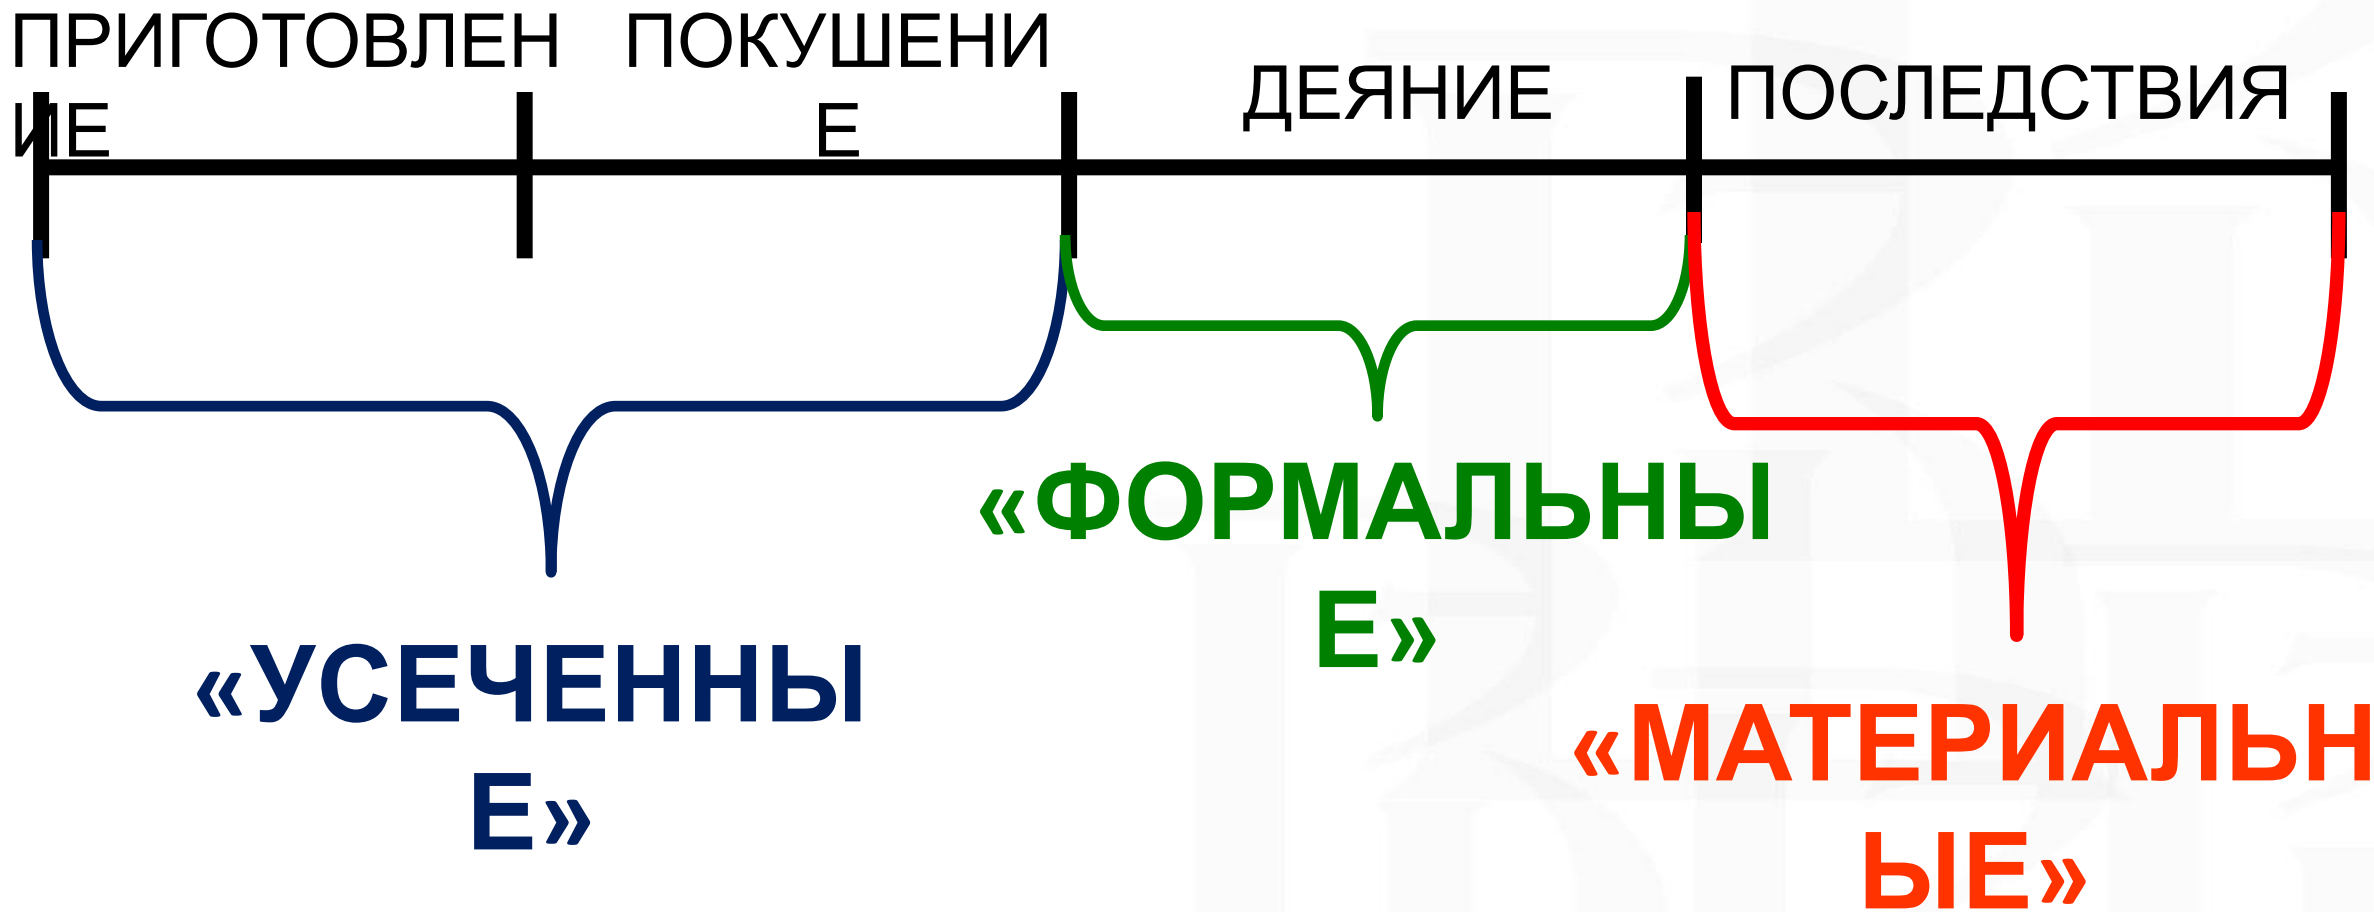 ПРИГОТОВЛЕН
ИЕ
ПОКУШЕНИ
Е
ДЕЯНИЕ
ПОСЛЕДСТВИЯ
«ФОРМАЛЬНЫ
Е»
«УСЕЧЕННЫ
Е»
«МАТЕРИАЛЬН
ЫЕ»